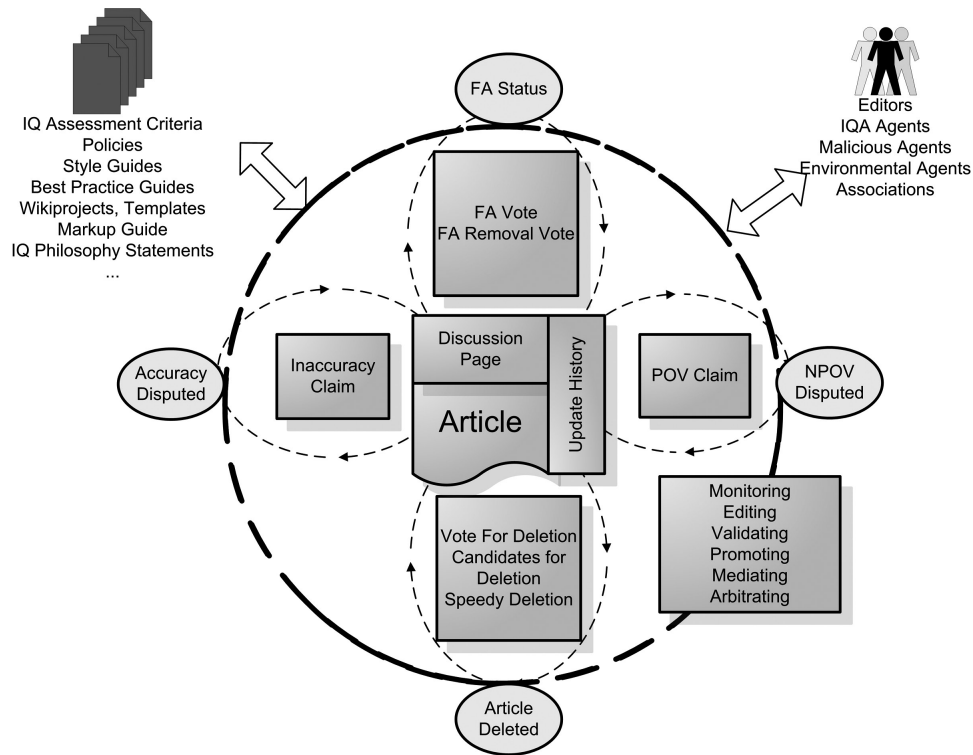 FA Status
IQ Assessment Criteria
Policies
Style Guides
Best Practice Guides
Wikiprojects, Templates
Markup Guide
IQ Philosophy Statements
...
Editors
IQA Agents
Malicious Agents
Environmental Agents
Associations
FA Vote
FA Removal Vote
Accuracy
Disputed
Inaccuracy
Claim
Discussion
Page
Article
Update History
POV Claim
NPOV
Disputed
Vote For Deletion
Candidates for
Deletion
Speedy Deletion
Monitoring
Editing
Validating
Promoting
Mediating
Arbitrating
Article
Deleted